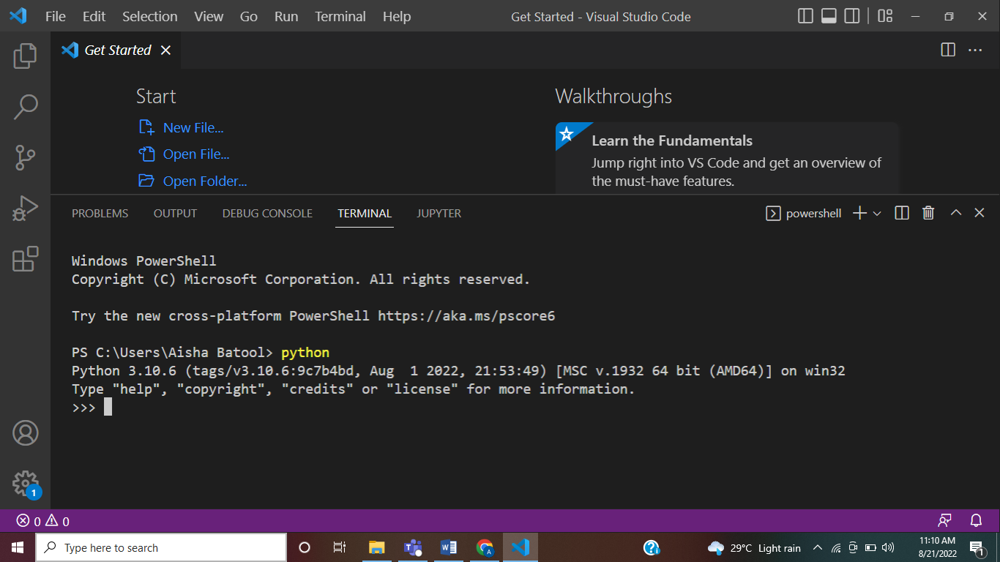 File Edit Selection View Go Run Terminal Help Get Started - Visual Studio Code
Get Started
Start
New File...
Open File...
Open Folder...
Walkthroughs
Learn the Fundamentals
Jump right into VS Code and get an overview of
the must-have features.
PROBLEMS OUTPUT DEBUG CONSOLE TERMINAL JUPYTER powershell
Windows PowerShell
Copyright (C) Microsoft Corporation. All rights reserved.
Try the new cross-platform PowerShell https://aka.ms/pscore6
PS C:\Users\Aisha Batool> python
Python 3.10.6 (tags/v3.10.6:9c7b4bd, Aug  1 2022, 21:53:49) [MSC v.1932 64 bit (AMD64)] on win32
Type "help", "copyright", "credits" or "license" for more information.
>>>
1
0 0
Type here to search 29°C Light rain 11:10 AM
8/21/2022 1